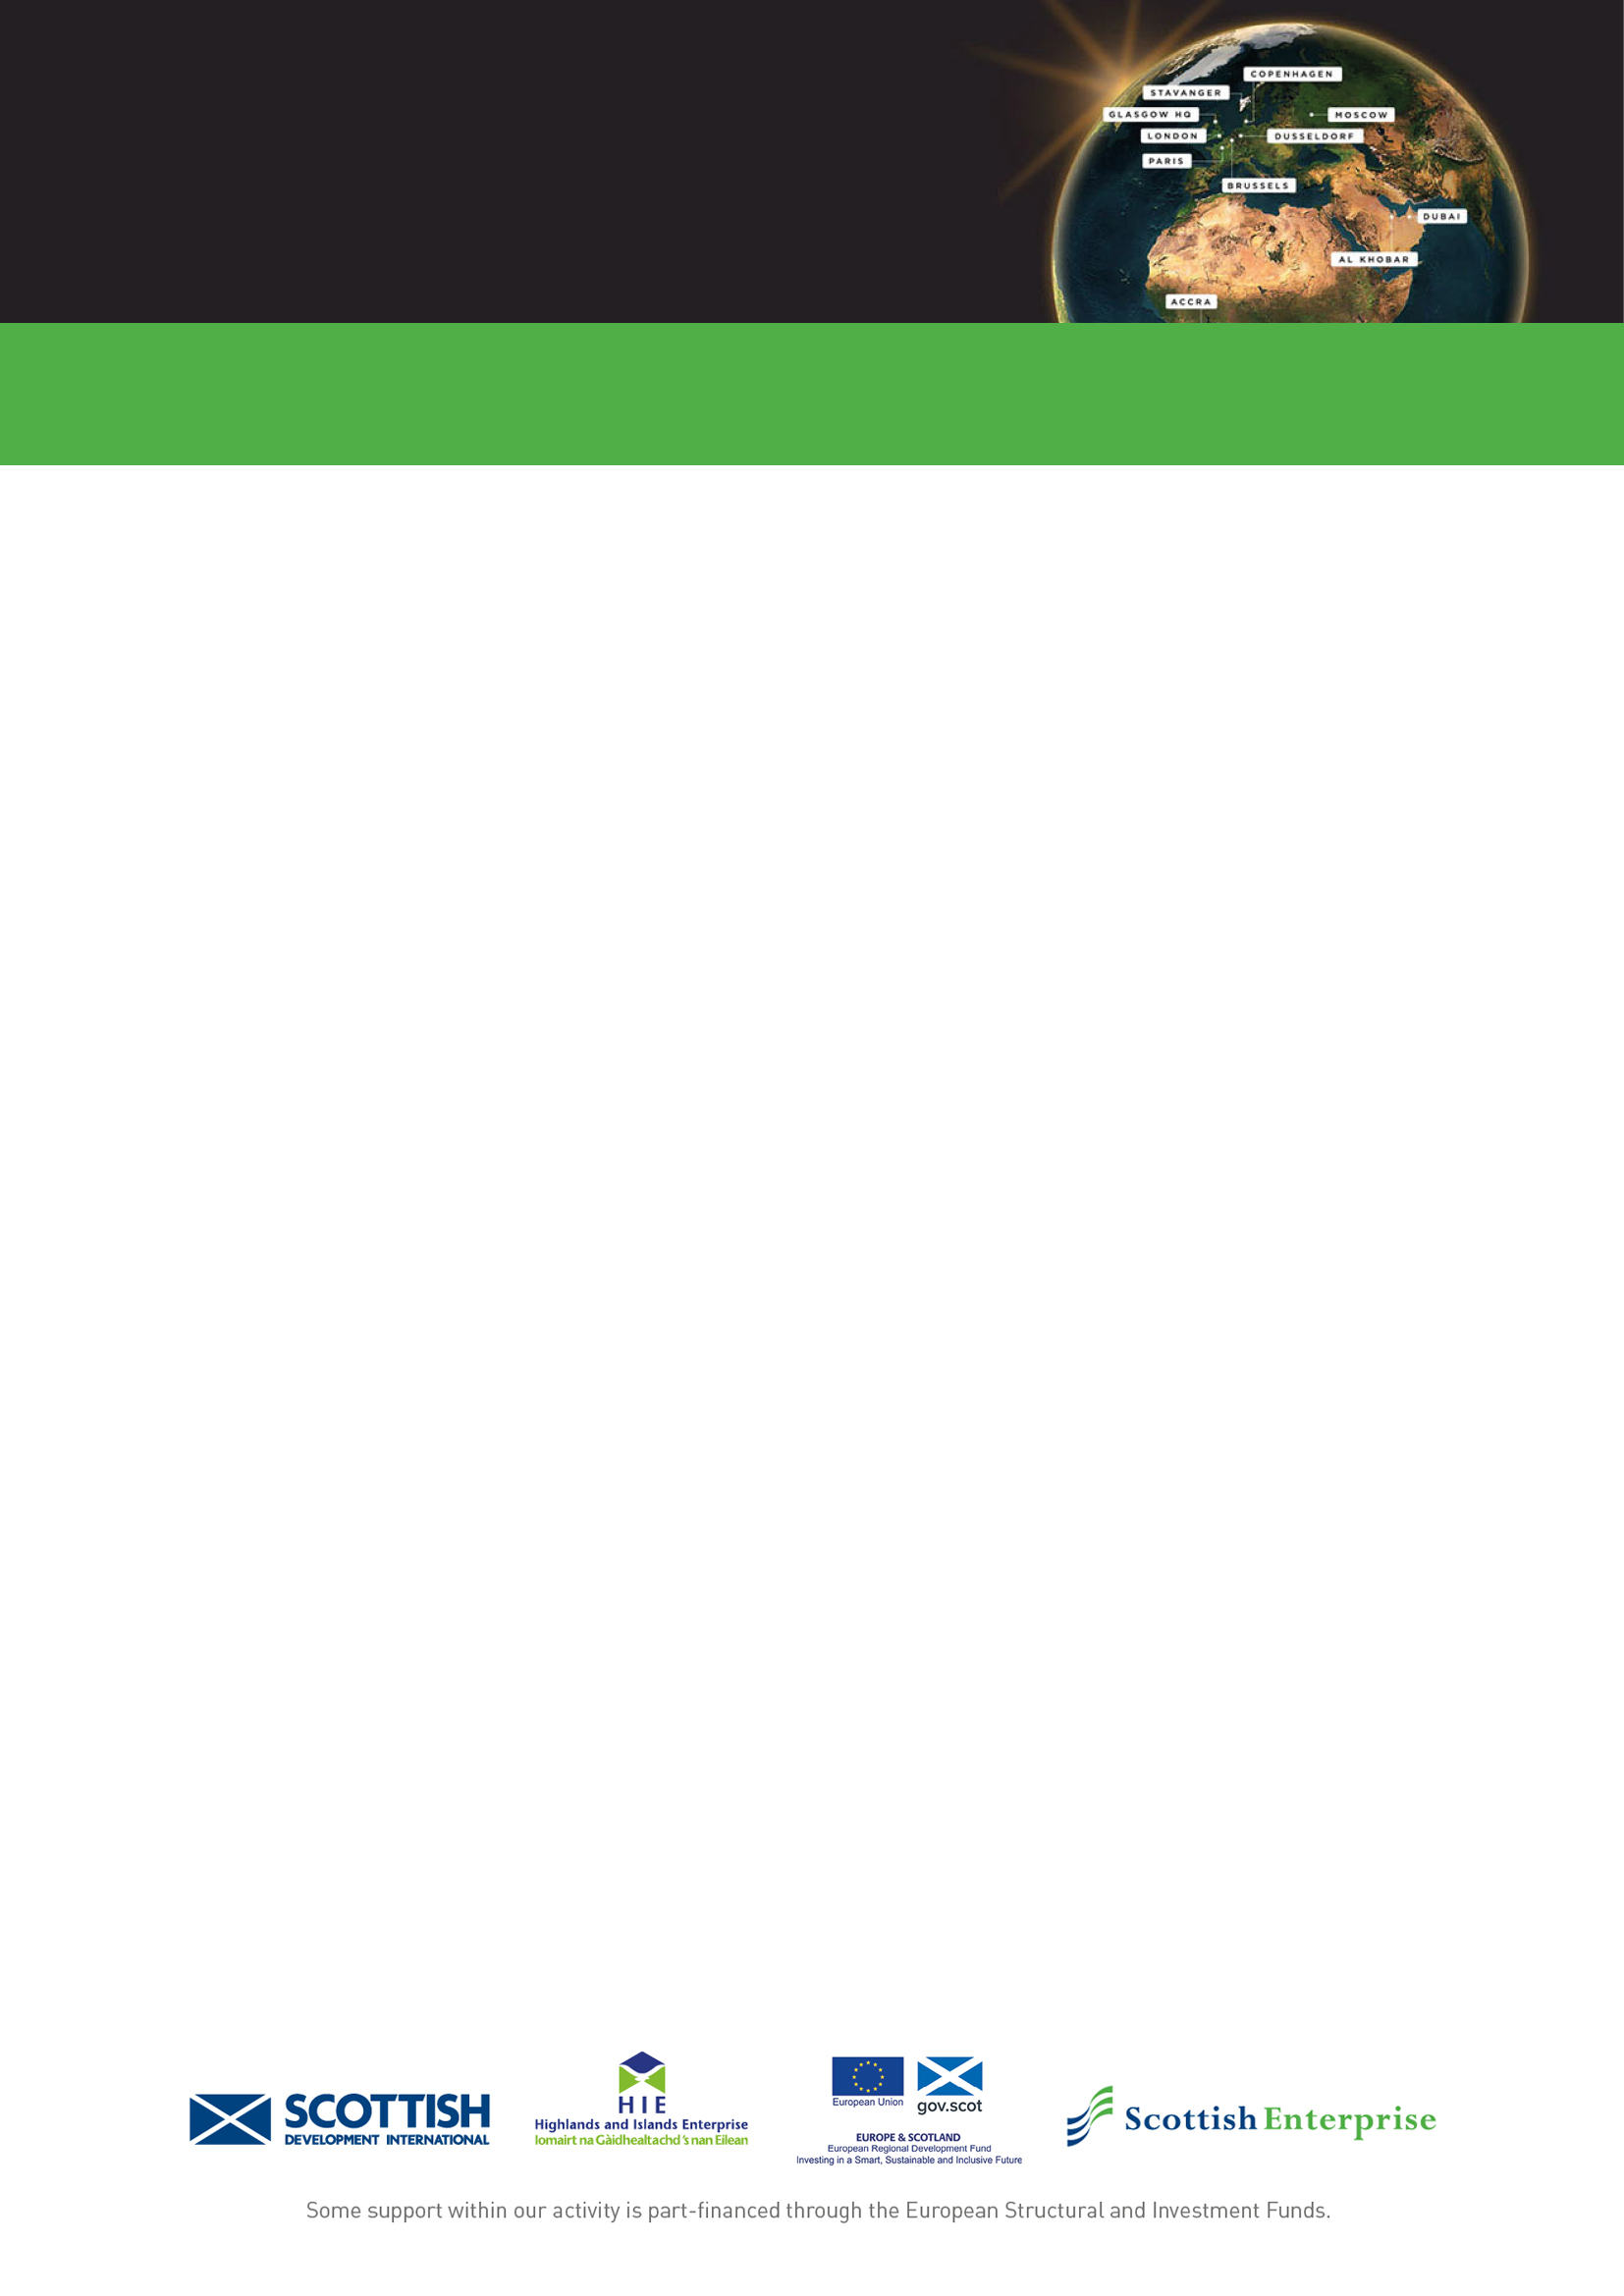 COPENHAGEN
STAVANGER
GLASGOW HQ
MOSCOW
LONDON
DUSSELDORF
PARIS
BRUSSELS
DUBAI
AL KHOBAR
ACCRA
SCOTTISH
DEVELOPMENT INTERNATIONAL
HIE
Highlands and Islands Enterprise
Iomairt na Gàidhealtachd 's nan Eilean
European Union
gov.scot
EUROPE & SCOTLAND
European Regional Development Fund
Investing in a Smart, Sustainable and Inclusive Future
Scottish Enterprise
Some support within our activity is part-financed through the European Structural and Investment Funds.